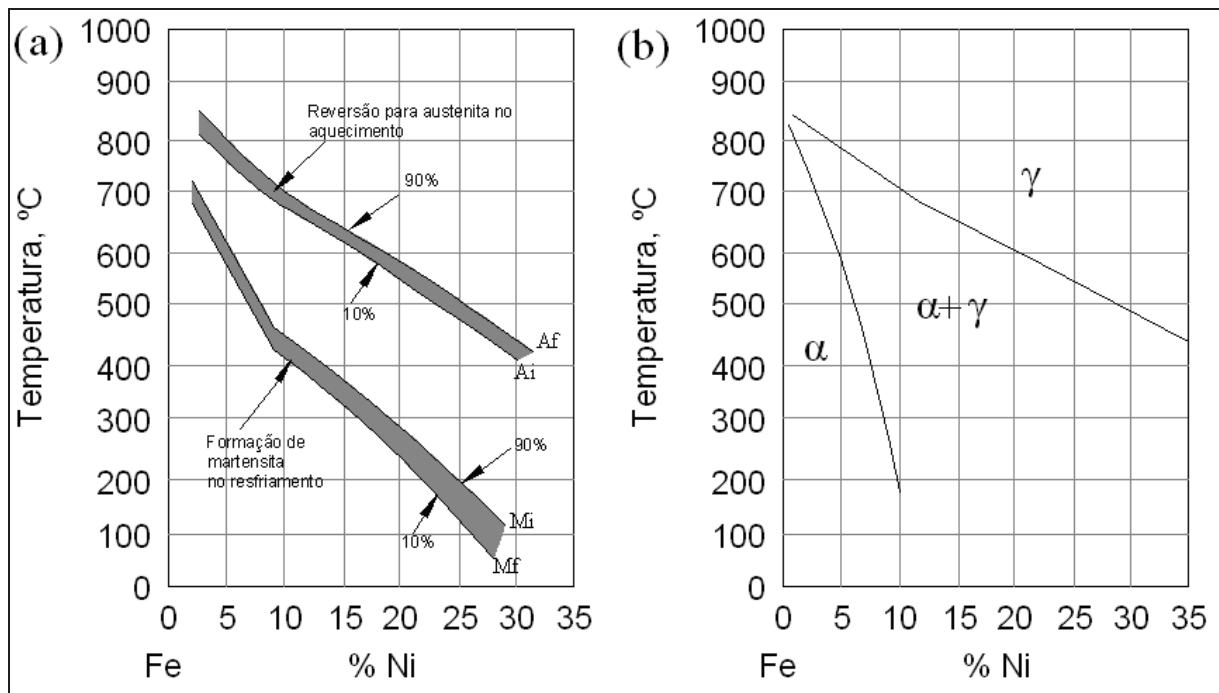 (a)
1000
900
800
700
600
500
400
300
200
100
0
Temperatura, ºC
Reversão para austenita no
aquecimento
90%
10%
Af
Ai
Formação de
martensita
no resfriamento
90%
10%
Mi
Mf
0 5 10 15 20 25 30 35
Fe % Ni
(b)
1000
900
800
700
600
500
400
300
200
100
0
Temperatura, ºC
γ
α+γ
α
0 5 10 15 20 25 30 35
Fe % Ni